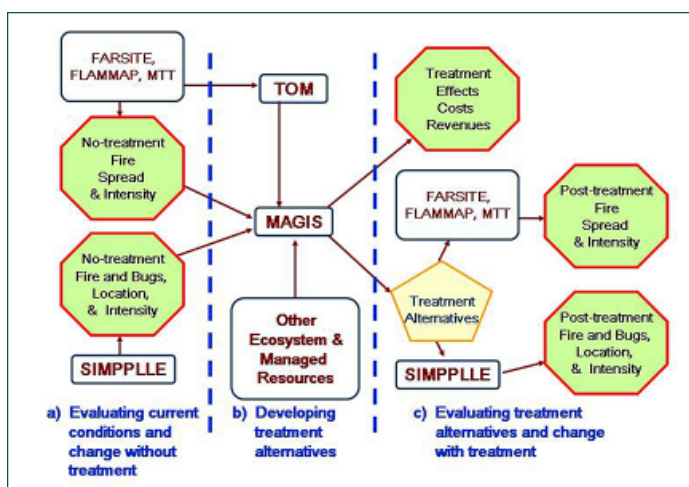 FARSITE,
FLAMMAP, MTT
TOM
No-treatment
Fire
Spread
& Intensity
No-treatment
Fire and Bugs,
Location,
& Intensity
SIMPPLLE
MAGIS
Other
Ecosystem &
Managed
Resources
Treatment
Effects
Costs
Revenues
FARSITE,
FLAMMAP, MTT
Post-treatment
Fire
Spread
& Intensity
Treatment
Alternatives
SIMPPLLE
Post-treatment
Fire and Bugs,
Location,
& Intensity
a) Evaluating current
conditions and
change without
treatment
b) Developing
treatment
alternatives
c) Evaluating treatment
alternatives and change
with treatment